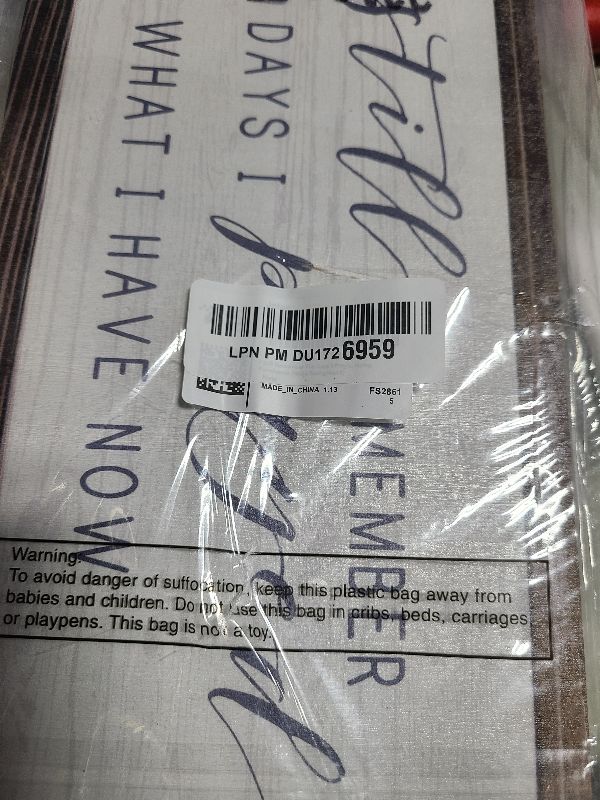 still
MEMBER
DAYS I
WHAT I HAVE NOW
LPN PM DU1726959
MADE_IN_CHINA 1.13
FS2861
5
Warning:
To avoid danger of suffocation, keep this plastic bag away from
babies and children. Do not use this bag in cribs, beds, carriages,
or playpens. This bag is not a toy.